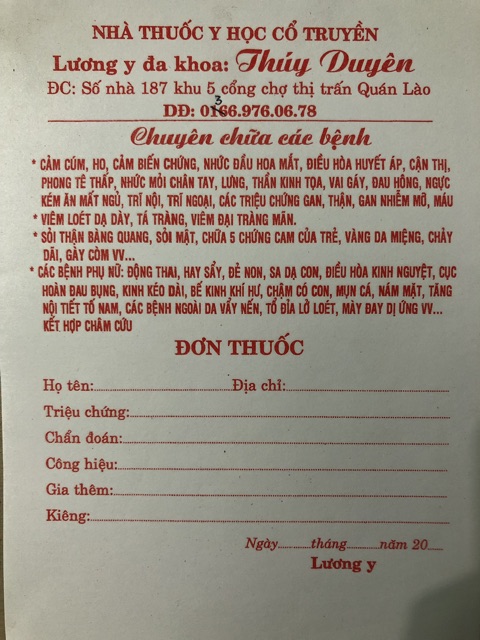 NHÀ THUỐC Y HỌC CỔ TRUYỀN
Lương y đa khoa: Thúy Duyên
ĐC: Số nhà 187 khu 5 cổng chợ thị trấn Quán Lào
DĐ: 0166.976.06.78
3
Chuyên chữa các bệnh
* CẢM CÚM, HO, CẢM BIẾN CHỨNG, NHỨC ĐẦU HOA MẮT, ĐIỀU HÒA HUYẾT ÁP, CẬN THỊ,
PHONG TÊ THẤP, NHỨC MỎI CHÂN TAY, LƯNG, THẦN KINH TỌA, VAI GÁY, ĐAU HÔNG, NGỰC
KÉM ĂN MẤT NGỦ, TRĨ NỘI, TRĨ NGOẠI, CÁC TRIỆU CHỨNG GAN, THẬN, GAN NHIỄM MỠ, MÁU
* VIÊM LOÉT DẠ DÀY, TÁ TRÀNG, VIÊM ĐẠI TRÀNG MÃN.
* SỎI THẬN BÀNG QUANG, SỎI MẬT, CHỮA 5 CHỨNG CAM CỦA TRẺ, VÀNG DA MIỆNG, CHẢY
DÃI, GẦY CÒM VV...
* CÁC BỆNH PHỤ NỮ: ĐỘNG THAI, HAY SẨY, ĐẺ NON, SA DẠ CON, ĐIỀU HÒA KINH NGUYỆT, CỤC
HOÀN ĐAU BỤNG, KINH KÉO DÀI, BẾ KINH KHÍ HƯ, CHẬM CÓ CON, MỤN CÁ, NÁM MẶT, TĂNG
NỘI TIẾT TỐ NAM, CÁC BỆNH NGOÀI DA VẨY NẾN, TỔ ĐỈA LỞ LOÉT, MÀY ĐAY DỊ ỨNG VV...
KẾT HỢP CHÂM CỨU
ĐƠN THUỐC
Họ tên:............Địa chỉ:............
Triệu chứng:............
Chẩn đoán:............
Công hiệu:............
Gia thêm:............
Kiêng:............
Ngày............tháng............năm 20___
Lương y